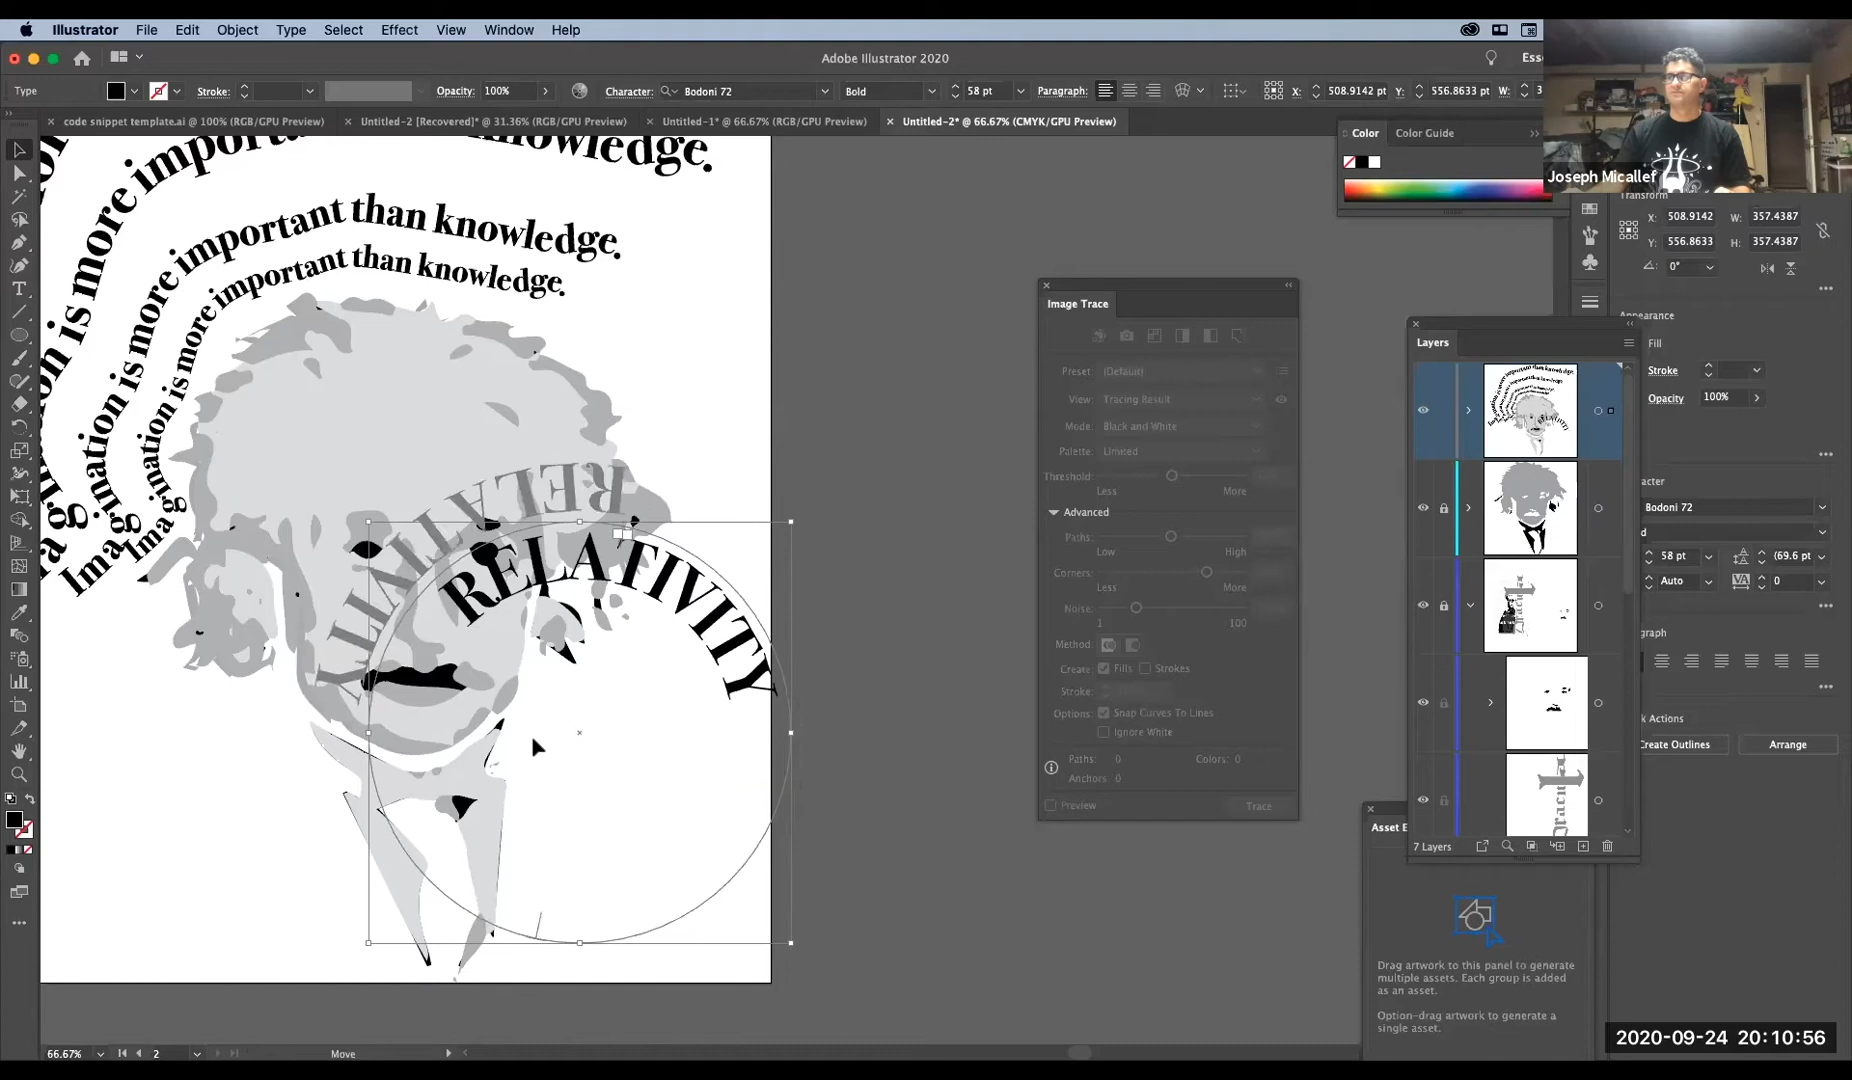 Illustrator File Edit Object Type Select Effect View Window Help
Adobe Illustrator 2020
Type Stroke: Opacity: 100% Character: Bodoni 72 Bold 58 pt Paragraph: X: 508.9142 pt Y: 556.8633 pt W: 3
code snippet template.ai @ 100% (RGB/GPU Preview) Untitled-2 [Recovered]* @ 31.36% (RGB/GPU Preview) Untitled-1* @ 66.67% (RGB/GPU Preview) Untitled-2* @ 66.67% (CMYK/GPU Preview)
is more important knowledge.
Imagination is more important than knowledge.
Imagination is more important than knowledge.
RELATIVITY
RELATIVITY
Color Color Guide
Joseph Micallef
Transform
X: 508.9142 W: 357.4387
Y: 556.8633 H: 357.4387
0°
Appearance
Fill
Stroke
Opacity 100%
Image Trace
Preset: (Default)
View: Tracing Result
Mode: Black and White
Palette: Limited
Threshold:
Less More
Advanced
Paths:
Low High
Corners:
Less More
Noise:
1 100
Method:
Create: Fills Strokes
Stroke:
Options: Snap Curves To Lines
Ignore White
Paths: 0 Colors: 0
Anchors: 0
Preview Trace
Layers
7 Layers
aracter
Bodoni 72
d
58 pt (69.6 pt
Auto 0
graph
k Actions
Create Outlines Arrange
Asset E
Drag artwork to this panel to generate
multiple assets. Each group is added
as an asset.
Option-drag artwork to generate a
single asset.
66.67% 2 Move
2020-09-24 20:10:56